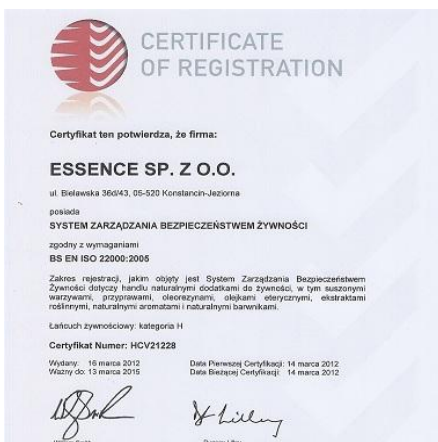 CERTIFICATE
OF REGISTRATION
Certyfikat ten potwierdza, że firma:
ESSENCE SP. Z O.O.
ul. Bielawska 36d/43, 05-520 Konstancin-Jeziorna
posiada
SYSTEM ZARZĄDZANIA BEZPIECZEŃSTWEM ŻYWNOŚCI
zgodny z wymaganiami
BS EN ISO 22000:2005
Zakres rejestracji, jakim objęty jest System Zarządzania Bezpieczeństwem
Żywności dotyczy handlu naturalnymi dodatkami do żywności, w tym suszonym
warzywami, przyprawami, oleorezynami, olejkami eterycznymi, ekstraktami
roślinnymi, naturalnymi aromatami i naturalnymi barwnikami.
Łańcuch żywnościowy: kategoria H
Certyfikat Numer: HCV21228
Wydany: 16 marca 2012 Data Pierwszej Certyfikacji: 14 marca 2012
Ważny do: 13 marca 2015 Data Bieżącej Certyfikacji: 14 marca 2012